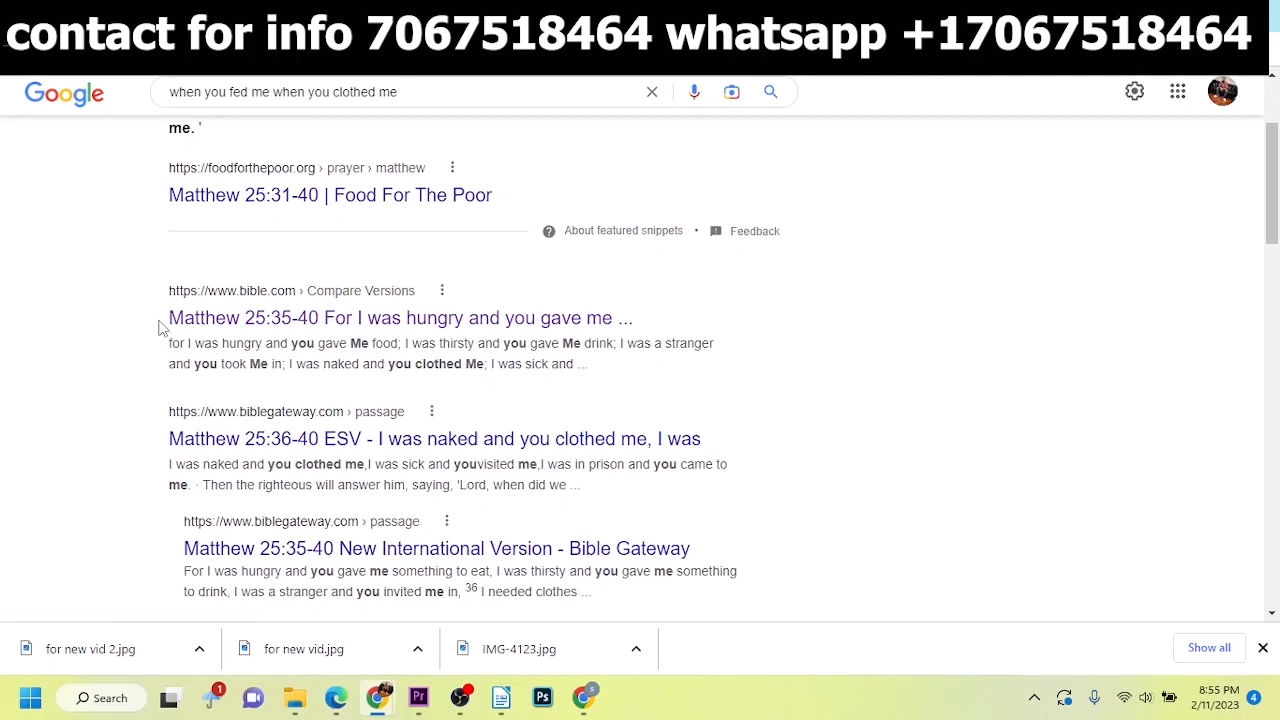 contact for info 7067518464 whatsapp +17067518464
Google
when you fed me when you clothed me
me. '
https://foodforthepoor.org › prayer › matthew
Matthew 25:31-40 | Food For The Poor
About featured snippets • Feedback
https://www.bible.com › Compare Versions
Matthew 25:35-40 For I was hungry and you gave me ...
for I was hungry and you gave Me food; I was thirsty and you gave Me drink; I was a stranger
and you took Me in; I was naked and you clothed Me; I was sick and ...
https://www.biblegateway.com › passage
Matthew 25:36-40 ESV - I was naked and you clothed me, I was
I was naked and you clothed me,I was sick and youvisited me,I was in prison and you came to
me. · Then the righteous will answer him, saying, 'Lord, when did we ...
https://www.biblegateway.com › passage
Matthew 25:35-40 New International Version - Bible Gateway
For I was hungry and you gave me something to eat, I was thirsty and you gave me something
to drink, I was a stranger and you invited me in, 36 I needed clothes ...
for new vid 2.jpg
for new vid.jpg
IMG-4123.jpg
Show all
Search
1
Pr
Ps
S
8:55 PM
2/11/2023
4